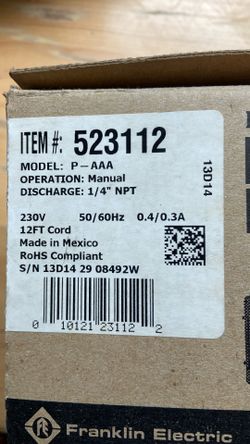 ITEM #: 523112
MODEL: P-AAA
OPERATION: Manual
DISCHARGE: 1/4" NPT
13D14
230V 50/60Hz 0.4/0.3A
12FT Cord
Made in Mexico
RoHS Compliant
S/N 13D14 29 08492W
0 10121 23112 2
FE Franklin Electric